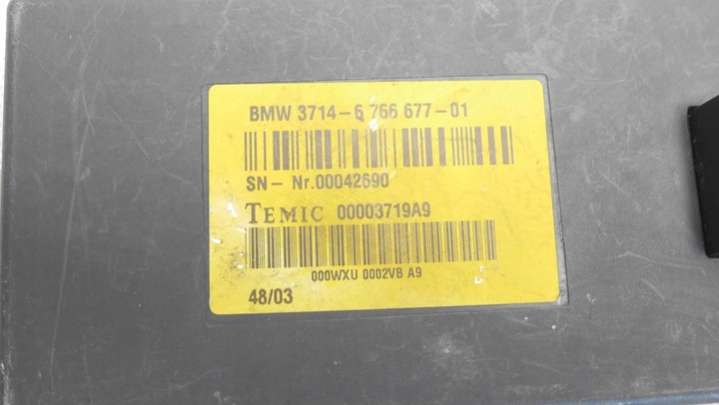 BMW 3714-6 766 677-01
SN- Nr.00042690
TEMIC 00003719A9
000WXU 0002VB A9
48/03